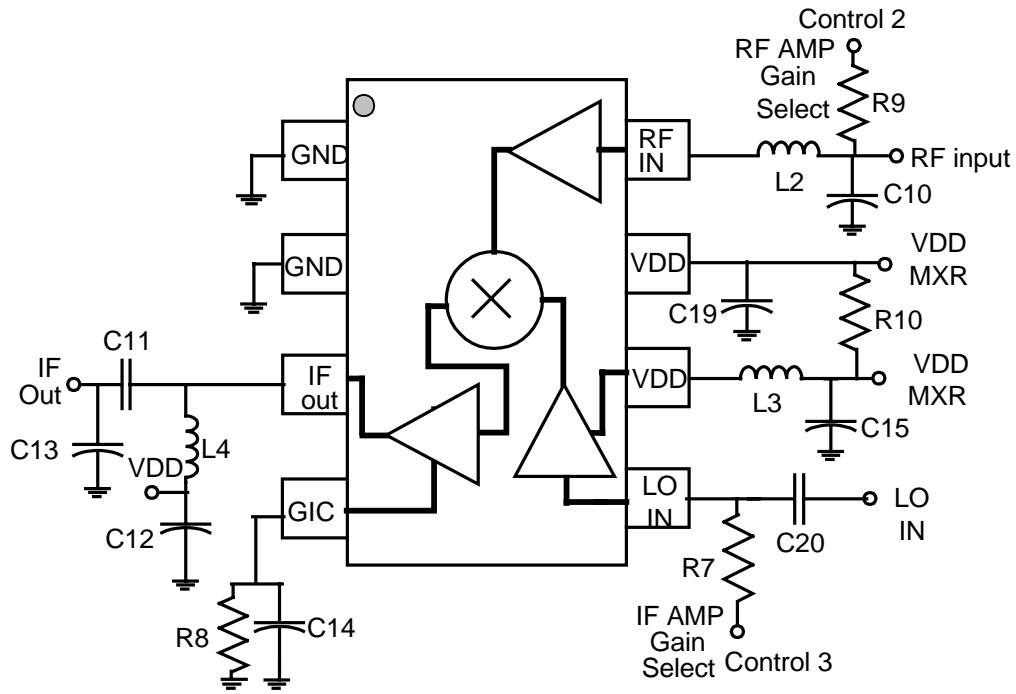 Control 2
RF AMP
Gain
Select
R9
GND
RF
IN
L2
RF input
C10
GND
VDD
VDD
MXR
C19
R10
C11
IF
Out
IF
out
VDD
L3
VDD
MXR
C13
L4
VDD
C15
C12
GIC
LO
IN
C20
LO
IN
R7
R8
C14
IF AMP
Gain
Select
Control 3